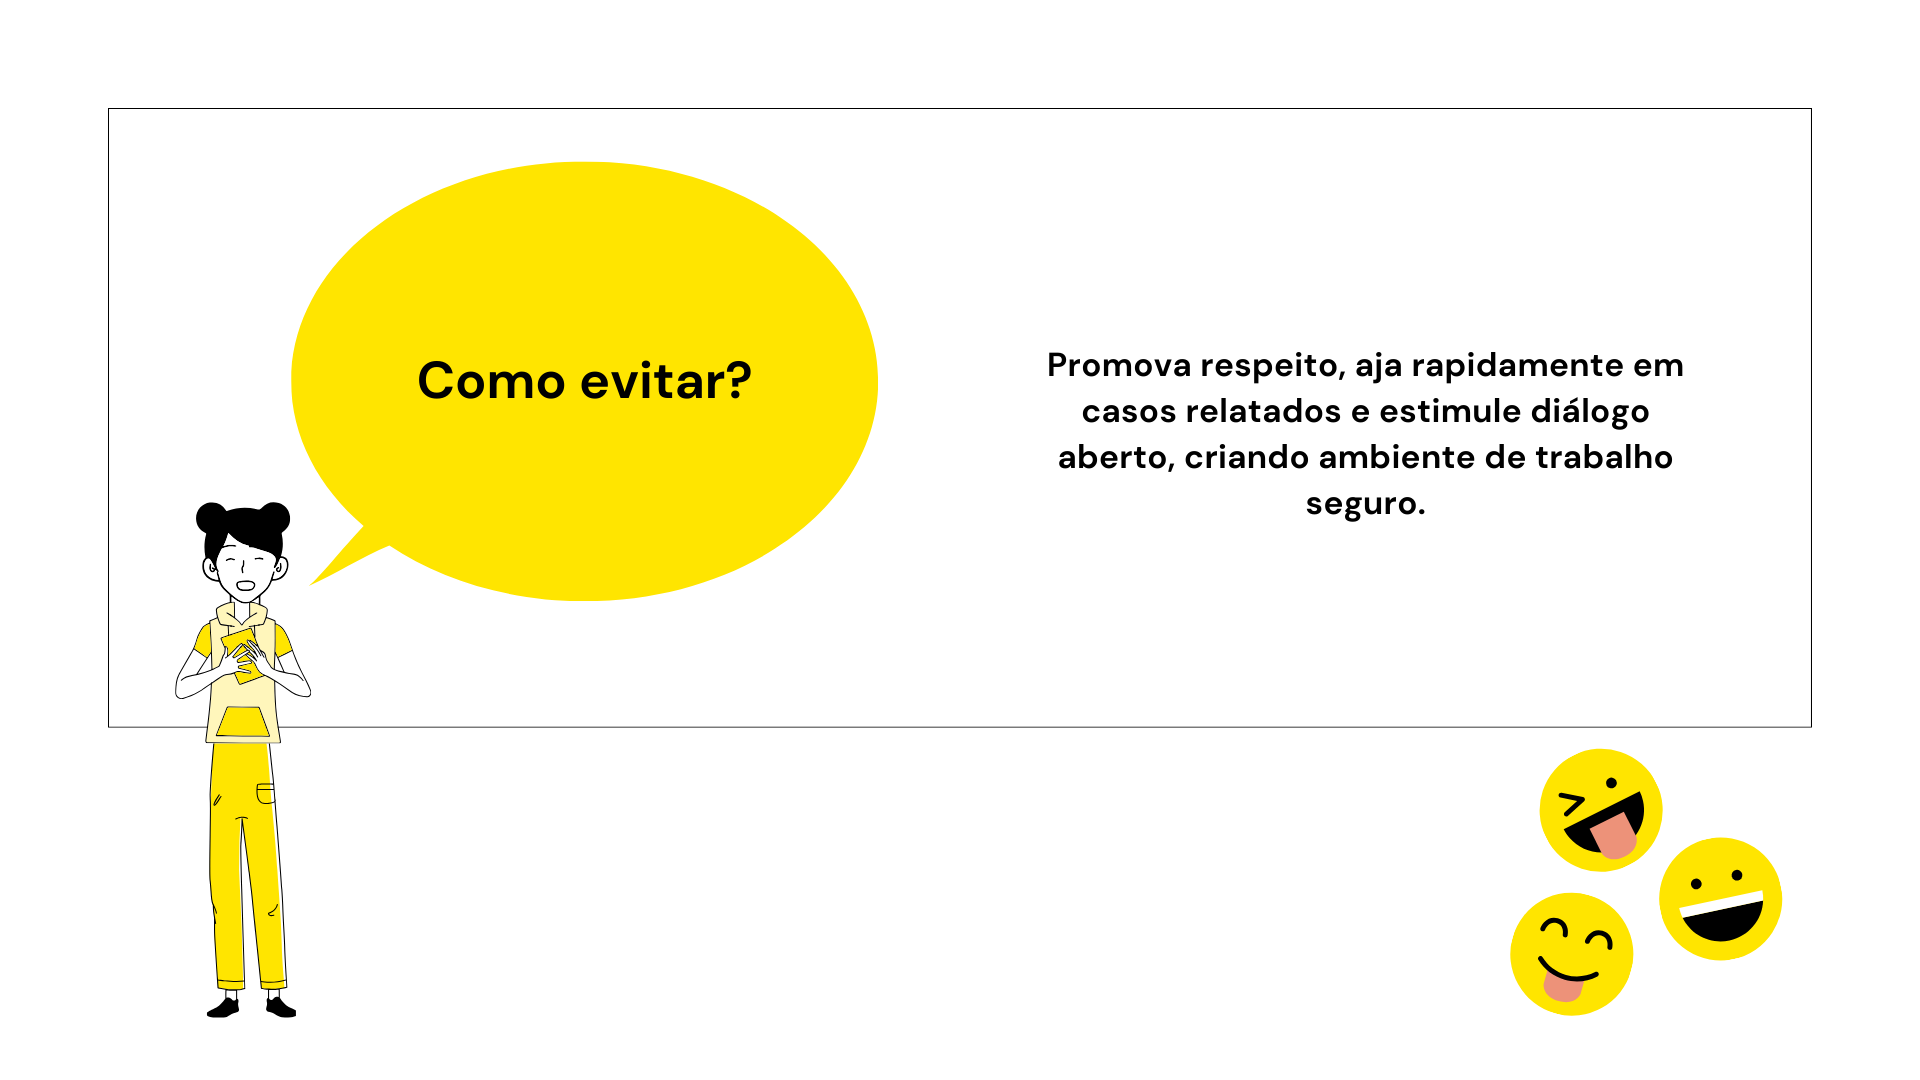 Como evitar?
Promova respeito, aja rapidamente em
casos relatados e estimule diálogo
aberto, criando ambiente de trabalho
seguro.